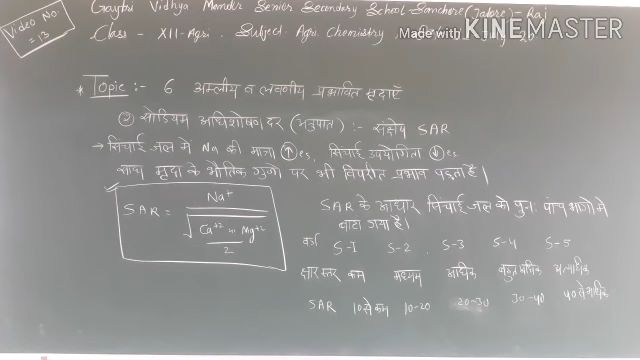 Video No.
=13
Gaytri Vidhya Mandir Senior Secondary School Sanchore (Jalore) - Raj
Class - XII-Agri. Subject- Agri. Chemistry
Made with KINEMASTER
* Topic :- 6 अम्लीय व लवणीय प्रभावित मृदाएँ
सोडियम अधिशोषण दर (अनुपात) :- संक्षेप SAR
→ सिंचाई जल मे Na की मात्रा ↑es, सिंचाई उपयोगिता ↓es
साथ मृदा के भौतिक गुणो पर भी विपरीत प्रभाव पड़ता है।
SAR = Na+ / √ Ca+2 + Mg+2 / 2
SAR के आधार सिंचाई जल को पुनः पांच भागो मे
बाटा गया है।
वर्ग S-1 S-2 S-3 S-4 S-5
क्षार स्तर कम मध्यम अधिक बहुत अधिक अत्यधिक
SAR 10 से कम 10-20 20-30 30-40 40 से अधिक